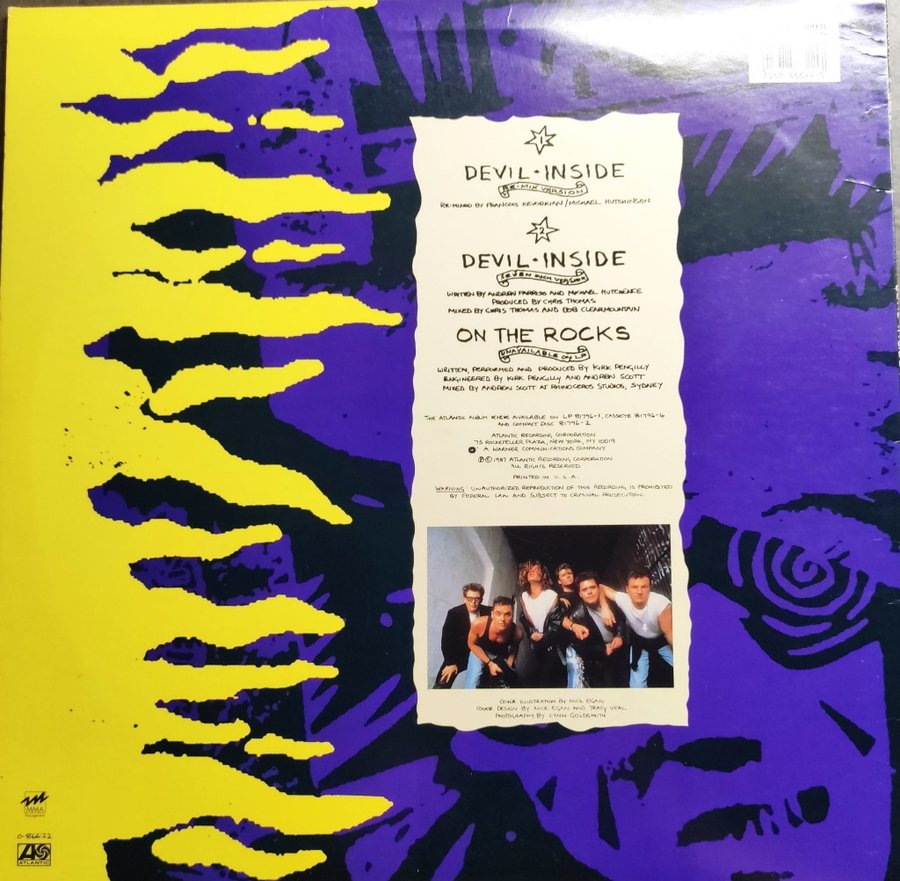 1
DEVIL·INSIDE
RE-MIX VERSION
RE-MIXED BY FRANCOIS KEVORKIAN/MICHAEL HUTCHINSON
2
DEVIL·INSIDE
SEVEN INCH VERSION
WRITTEN BY ANDREW FARRISS AND MICHAEL HUTCHENCE
PRODUCED BY CHRIS THOMAS
MIXED BY CHRIS THOMAS AND BOB CLEARMOUNTAIN
ON THE ROCKS
UNAVAILABLE ON LP
WRITTEN, PERFORMED AND PRODUCED BY KIRK PENGILLY
ENGINEERED BY KIRK PENGILLY AND ANDREW SCOTT
MIXED BY ANDREW SCOTT AT RHINOCEROS STUDIOS, SYDNEY
THE ATLANTIC ALBUM KICK AVAILABLE ON LP 81796-1, CASSETTE 81796-4
AND COMPACT DISC 81796-2
ATLANTIC RECORDING CORPORATION
75 ROCKEFELLER PLAZA, NEW YORK, NY 10019
A WARNER COMMUNICATIONS COMPANY
℗© 1987 ATLANTIC RECORDING CORPORATION
ALL RIGHTS RESERVED
PRINTED IN U.S.A.
WARNING: UNAUTHORIZED REPRODUCTION OF THIS RECORDING IS PROHIBITED
BY FEDERAL LAW AND SUBJECT TO CRIMINAL PROSECUTION.
COVER ILLUSTRATION BY NICK EGAN
COVER DESIGN BY NICK EGAN AND TRACY VEAL
PHOTOGRAPHY BY LYNN GOLDSMITH
MMA
Management
0-86622
ATLANTIC